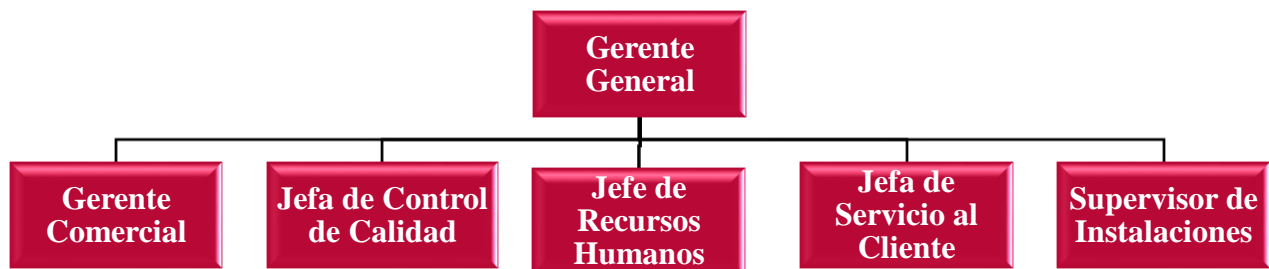 Gerente
General
Gerente
Comercial
Jefa de Control
de Calidad
Jefe de
Recursos
Humanos
Jefa de
Servicio al
Cliente
Supervisor de
Instalaciones